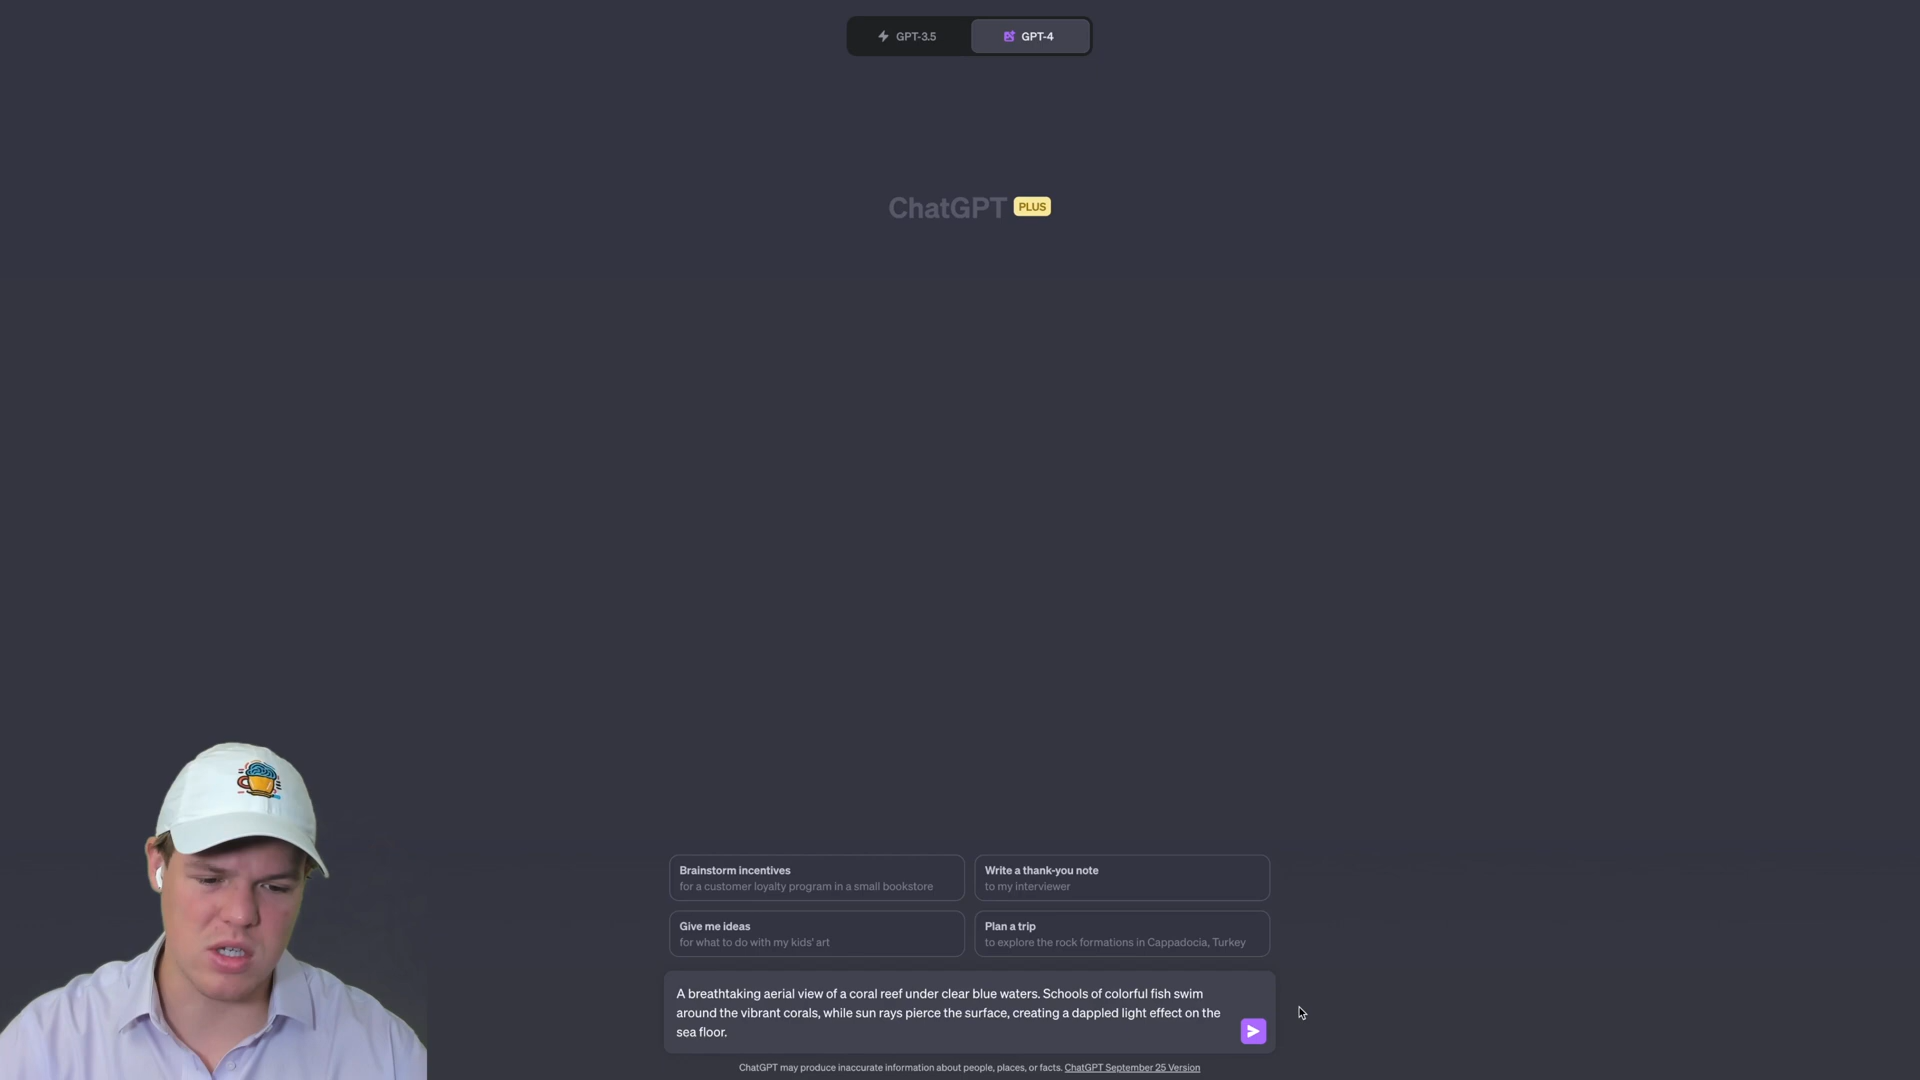 GPT-3.5
GPT-4
ChatGPT PLUS
Brainstorm incentives
for a customer loyalty program in a small bookstore
Write a thank-you note
to my interviewer
Give me ideas
for what to do with my kids' art
Plan a trip
to explore the rock formations in Cappadocia, Turkey
A breathtaking aerial view of a coral reef under clear blue waters. Schools of colorful fish swim
around the vibrant corals, while sun rays pierce the surface, creating a dappled light effect on the
sea floor.
ChatGPT may produce inaccurate information about people, places, or facts. ChatGPT September 25 Version